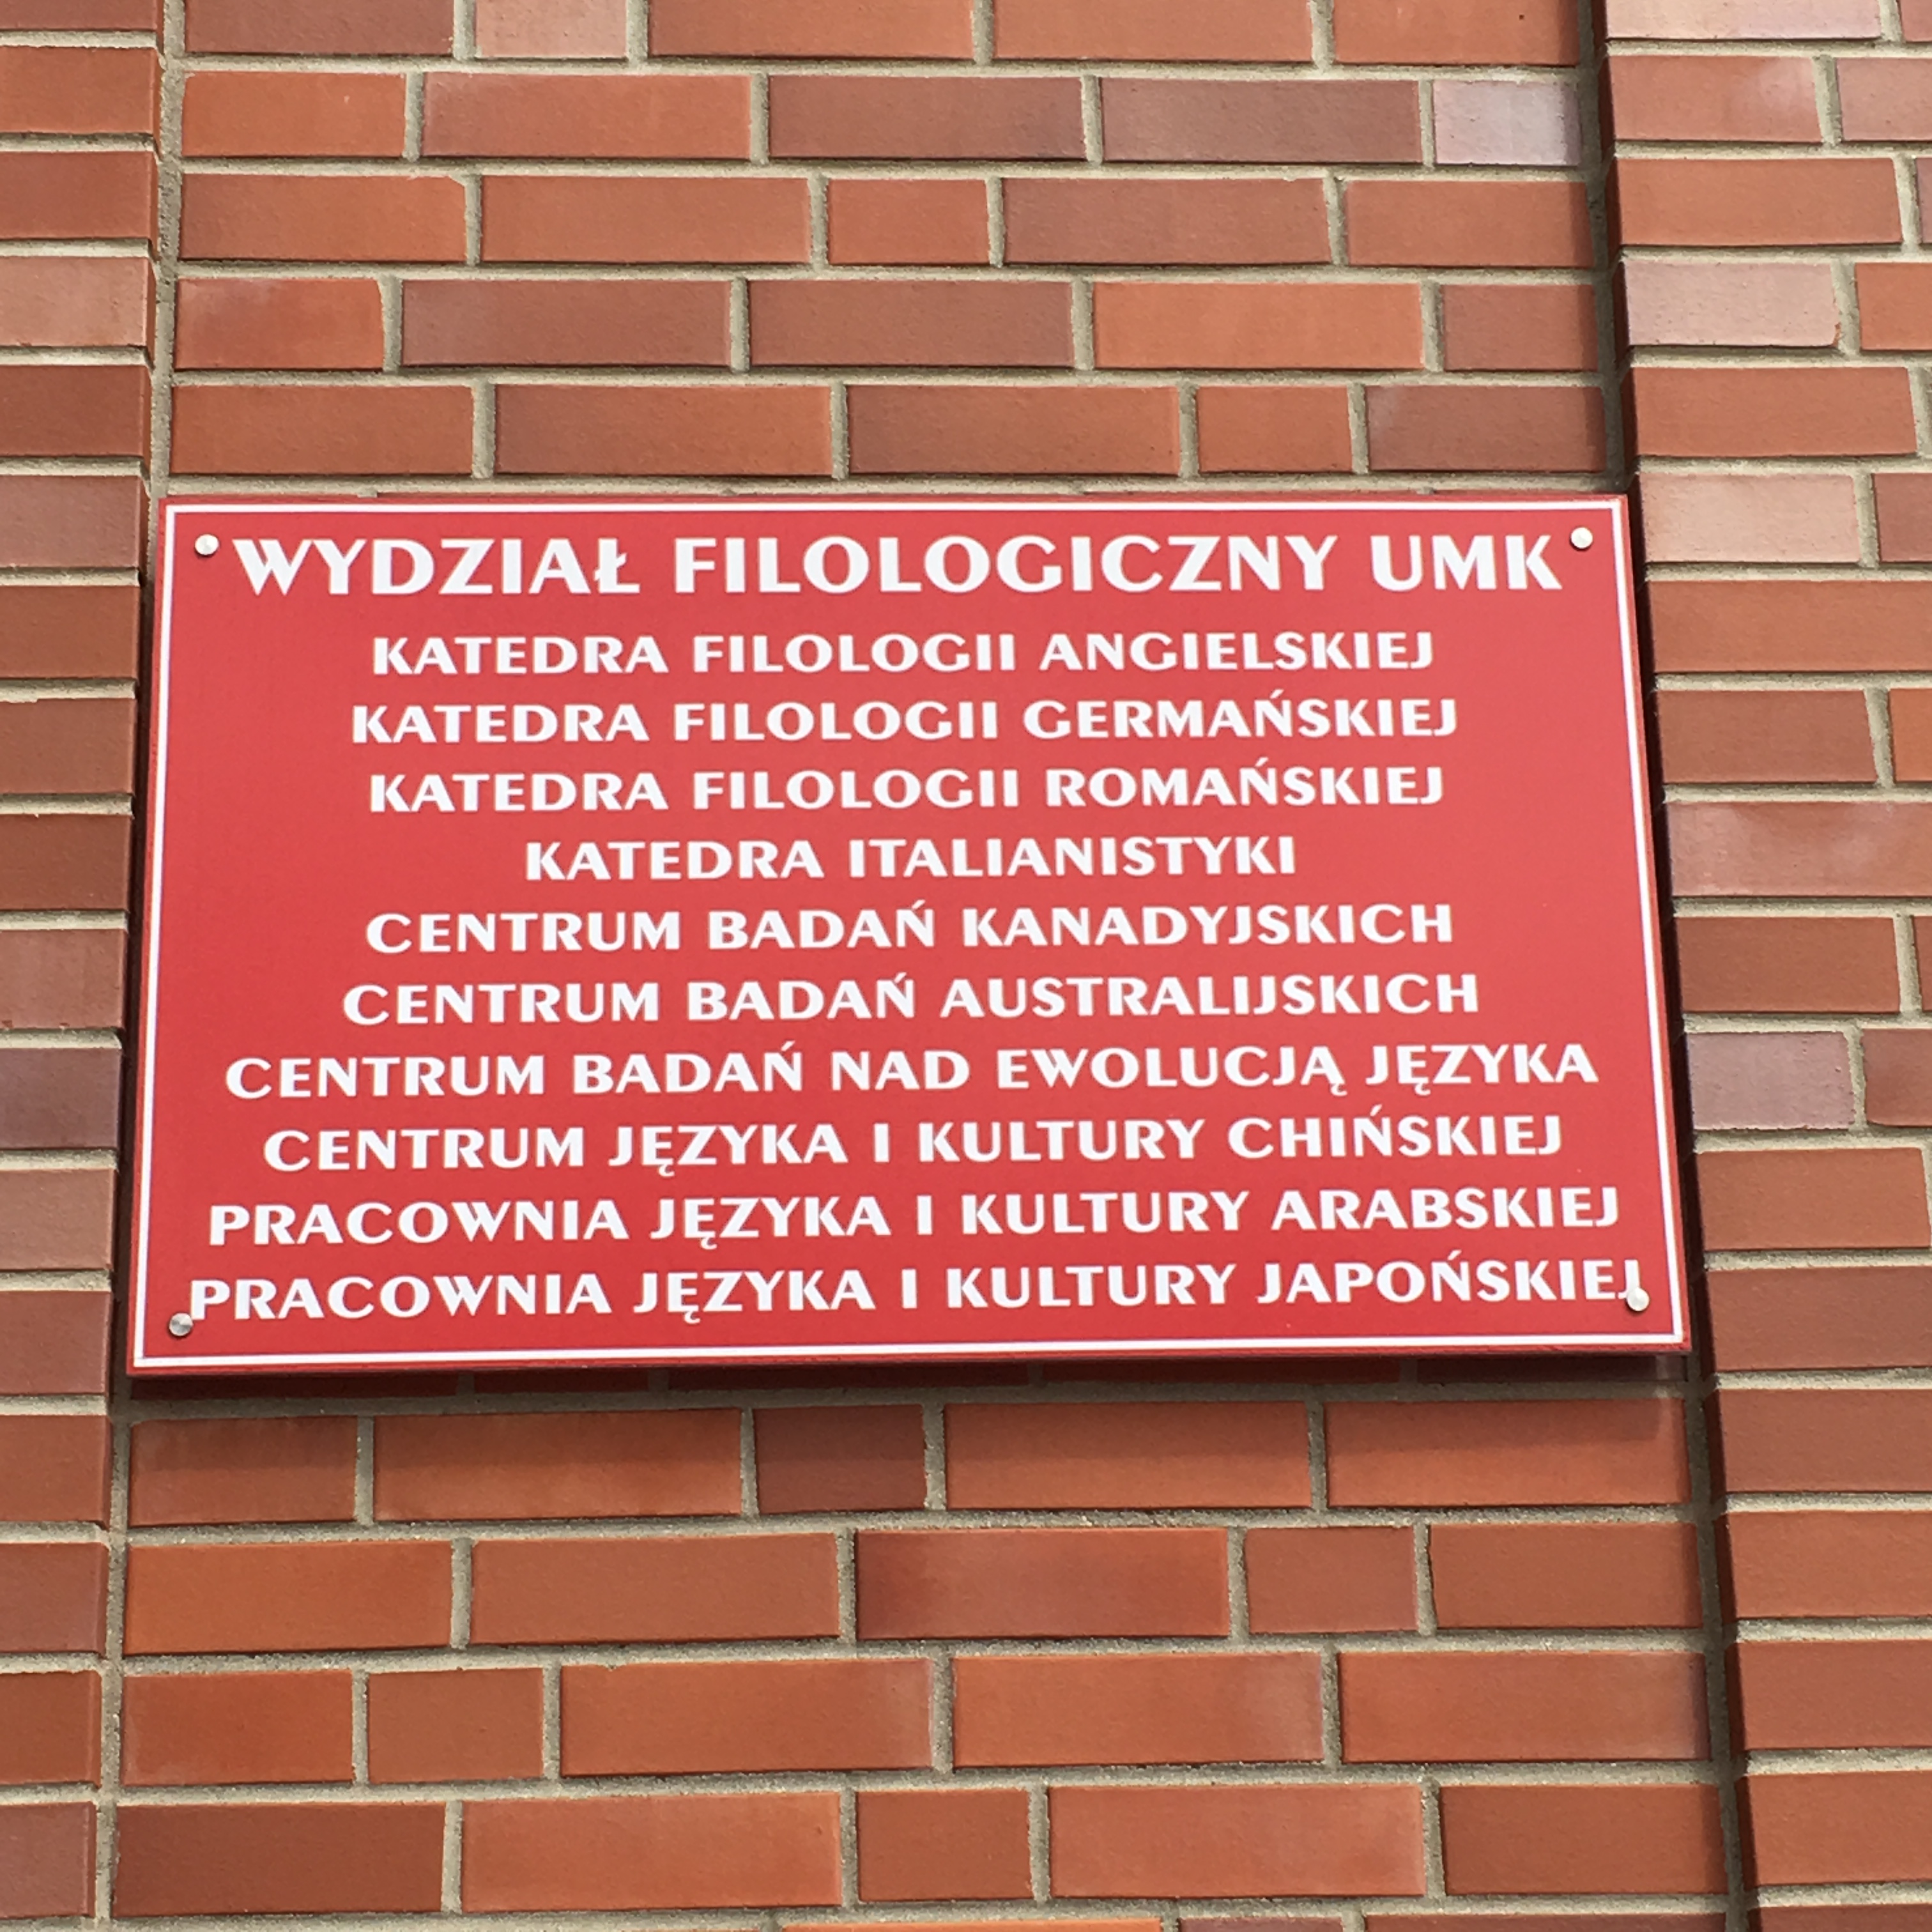 WYDZIAŁ FILOLOGICZNY UMK
KATEDRA FILOLOGII ANGIELSKIEJ
KATEDRA FILOLOGII GERMAŃSKIEJ
KATEDRA FILOLOGII ROMAŃSKIEJ
KATEDRA ITALIANISTYKI
CENTRUM BADAŃ KANADYJSKICH
CENTRUM BADAŃ AUSTRALIJSKICH
CENTRUM BADAŃ NAD EWOLUCJĄ JĘZYKA
CENTRUM JĘZYKA I KULTURY CHIŃSKIEJ
PRACOWNIA JĘZYKA I KULTURY ARABSKIEJ
PRACOWNIA JĘZYKA I KULTURY JAPOŃSKIEJ